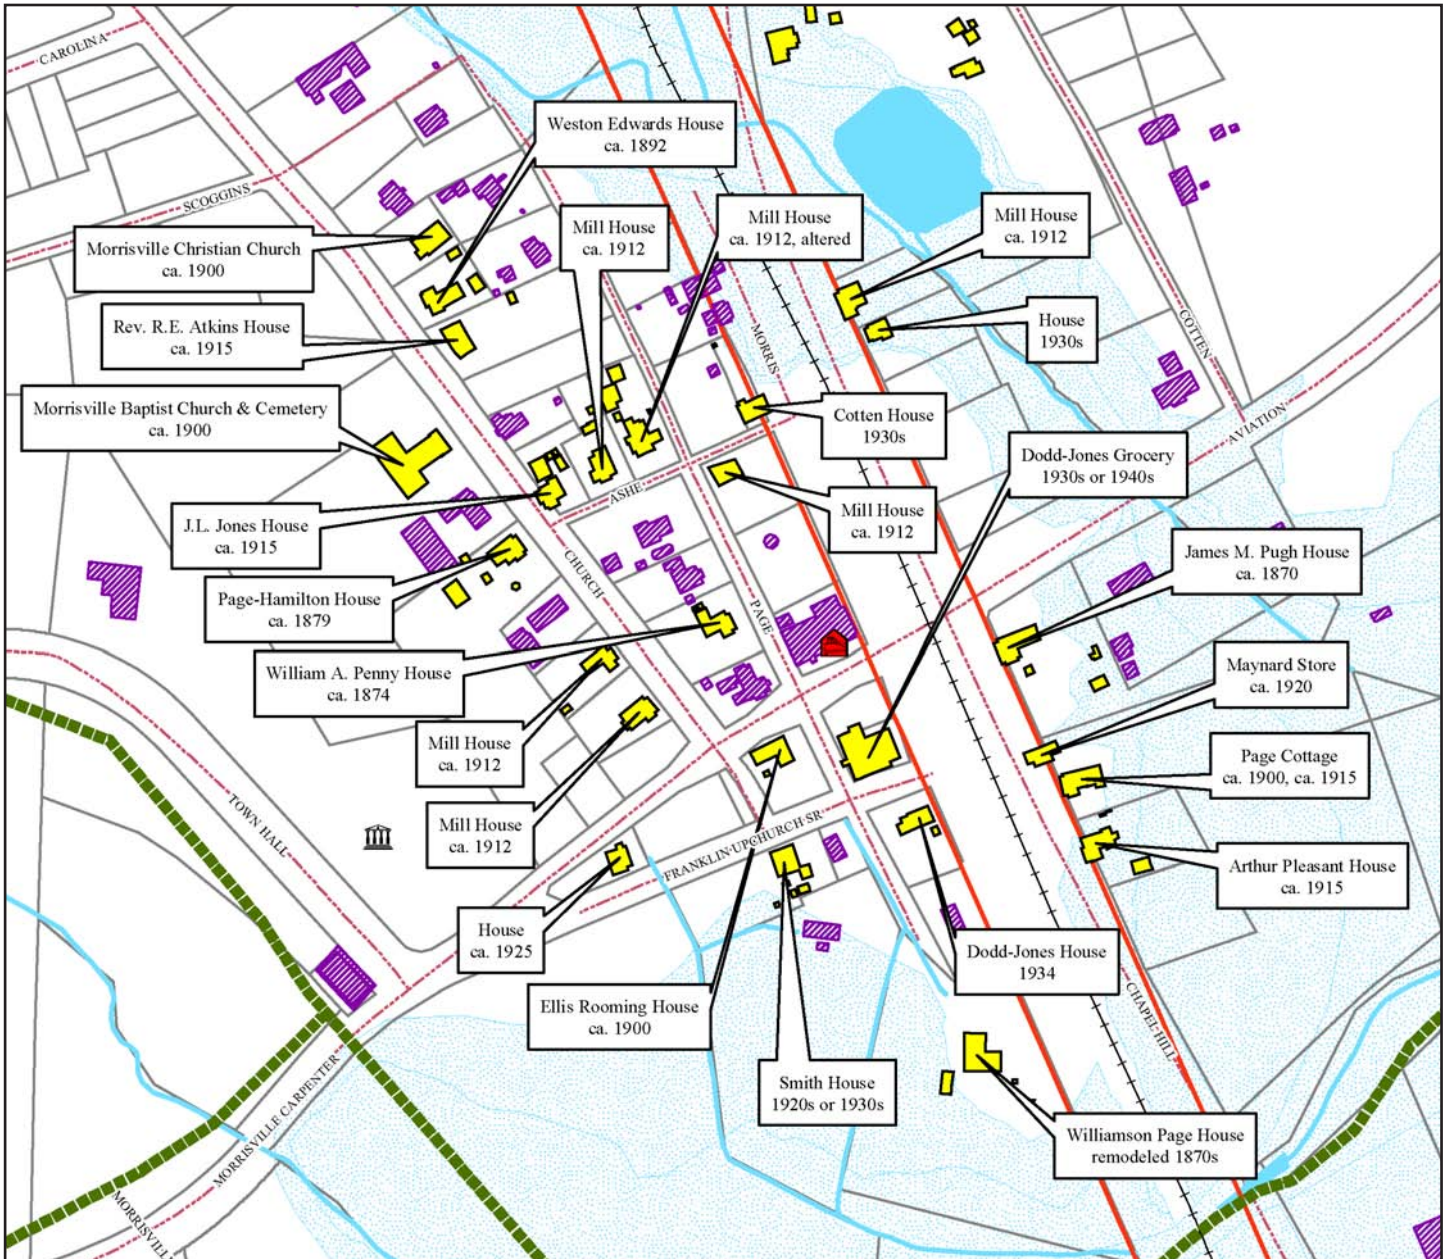 CAROLINA
Weston Edwards House
ca. 1892
SCOGGINS
Mill House
ca. 1912
Mill House
ca. 1912, altered
Mill House
ca. 1912
Morrisville Christian Church
ca. 1900
Rev. R.E. Atkins House
ca. 1915
House
1930s
MORRIS
COTTEN
Morrisville Baptist Church & Cemetery
ca. 1900
Cotten House
1930s
AVIATION
Dodd-Jones Grocery
1930s or 1940s
ASHE
J.L. Jones House
ca. 1915
Mill House
ca. 1912
James M. Pugh House
ca. 1870
CHURCH
Page-Hamilton House
ca. 1879
PAGE
William A. Penny House
ca. 1874
Maynard Store
ca. 1920
Mill House
ca. 1912
Page Cottage
ca. 1900, ca. 1915
TOWN HALL
Mill House
ca. 1912
FRANKLIN UPCHURCH SR
Arthur Pleasant House
ca. 1915
House
ca. 1925
Dodd-Jones House
1934
Ellis Rooming House
ca. 1900
CHAPEL HILL
Smith House
1920s or 1930s
MORRISVILLE CARPENTER
Williamson Page House
remodeled 1870s
MORRISVILLE